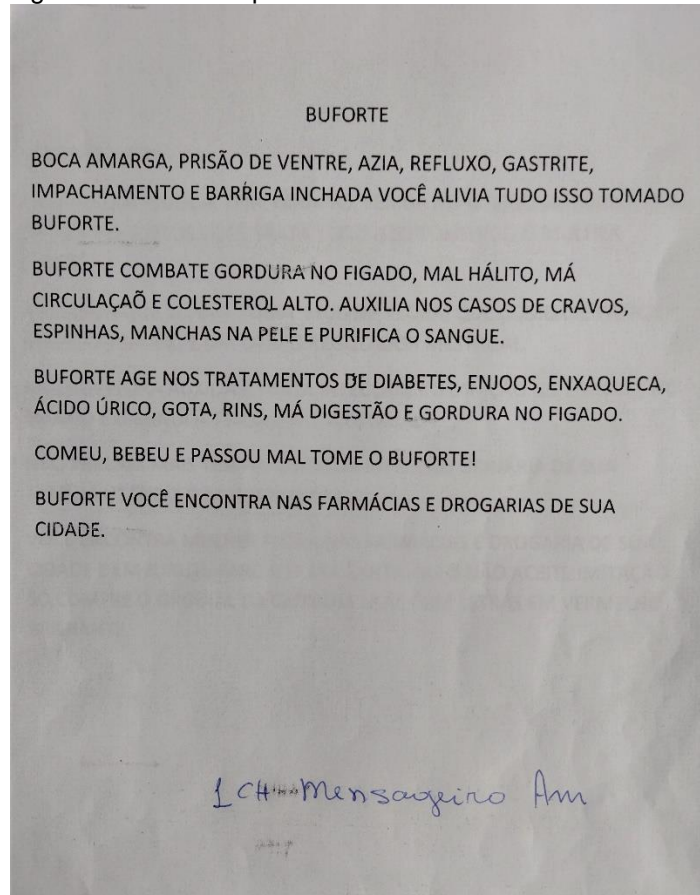 BUFORTE
BOCA AMARGA, PRISÃO DE VENTRE, AZIA, REFLUXO, GASTRITE,
IMPACHAMENTO E BARRIGA INCHADA VOCÊ ALIVIA TUDO ISSO TOMADO
BUFORTE.
BUFORTE COMBATE GORDURA NO FIGADO, MAL HÁLITO, MÁ
CIRCULAÇAÕ E COLESTEROL ALTO. AUXILIA NOS CASOS DE CRAVOS,
ESPINHAS, MANCHAS NA PELE E PURIFICA O SANGUE.
BUFORTE AGE NOS TRATAMENTOS DE DIABETES, ENJOOS, ENXAQUECA,
ÁCIDO ÚRICO, GOTA, RINS, MÁ DIGESTÃO E GORDURA NO FIGADO.
COMEU, BEBEU E PASSOU MAL TOME O BUFORTE!
BUFORTE VOCÊ ENCONTRA NAS FARMÁCIAS E DROGARIAS DE SUA
CIDADE.
1 CH Mensageiro Am